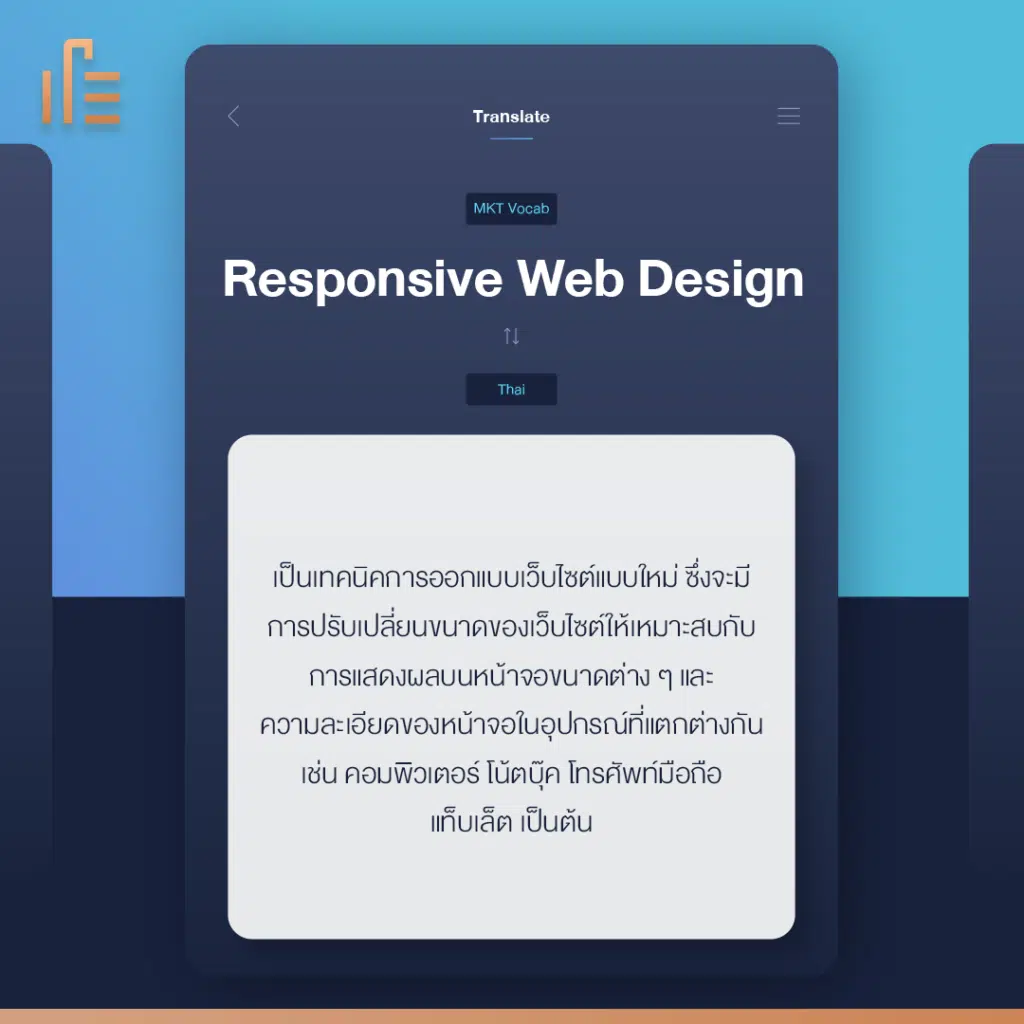 Translate
MKT Vocab
Responsive Web Design
Thai
เป็นเทคนิคการออกแบบเว็บไซต์แบบใหม่ ซึ่งจะมี
การปรับเปลี่ยนขนาดของเว็บไซต์ให้เหมาะสบกับ
การแสดงผลบนหน้าจอขนาดต่าง ๆ และ
ความละเอียดของหน้าจอในอุปกรณ์ที่แตกต่างกัน
เช่น คอมพิวเตอร์ โน้ตบุ๊ค โทรศัพท์มือถือ
แท็บเล็ต เป็นต้น